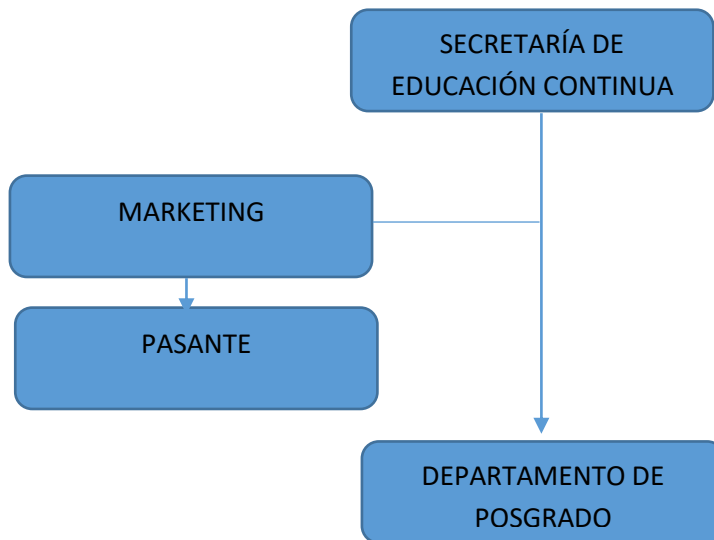 SECRETARÍA DE
EDUCACIÓN CONTINUA
MARKETING
PASANTE
DEPARTAMENTO DE
POSGRADO